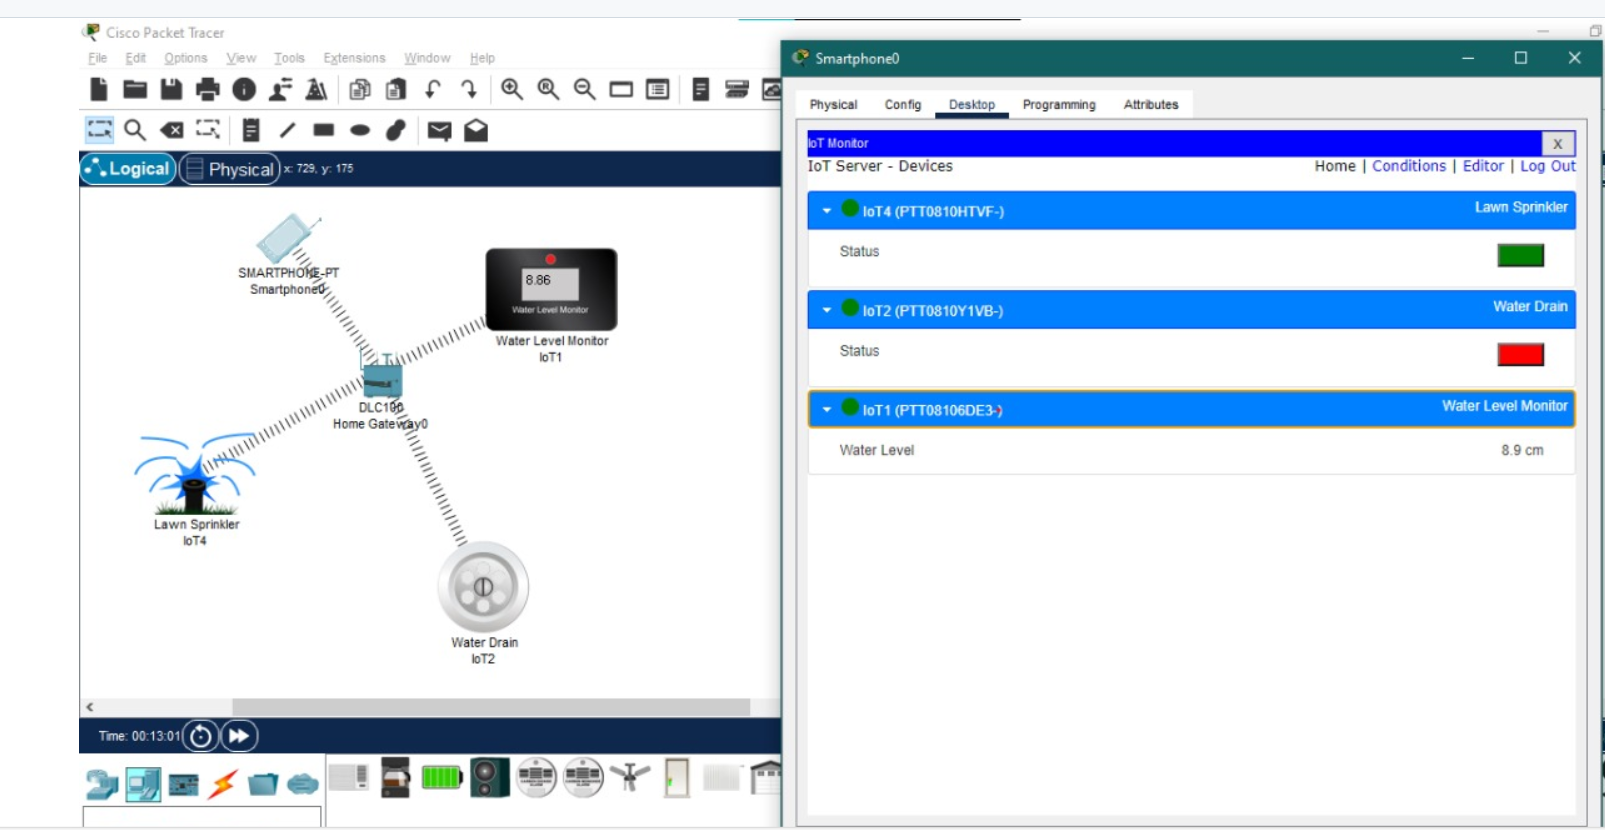 Cisco Packet Tracer
File Edit Options View Tools Extensions Window Help
Logical Physical x: 729, y: 175
SMARTPHONE-PT
Smartphone0
8.86
Water Level Monitor
Water Level Monitor
IoT1
DLC100
Home Gateway0
Lawn Sprinkler
IoT4
Water Drain
IoT2
Time: 00:13:01
Smartphone0
Physical Config Desktop Programming Attributes
IoT Monitor X
IoT Server - Devices Home | Conditions | Editor | Log Out
IoT4 (PTT0810HTVF-) Lawn Sprinkler
Status
IoT2 (PTT0810Y1VB-) Water Drain
Status
IoT1 (PTT08106DE3-) Water Level Monitor
Water Level 8.9 cm